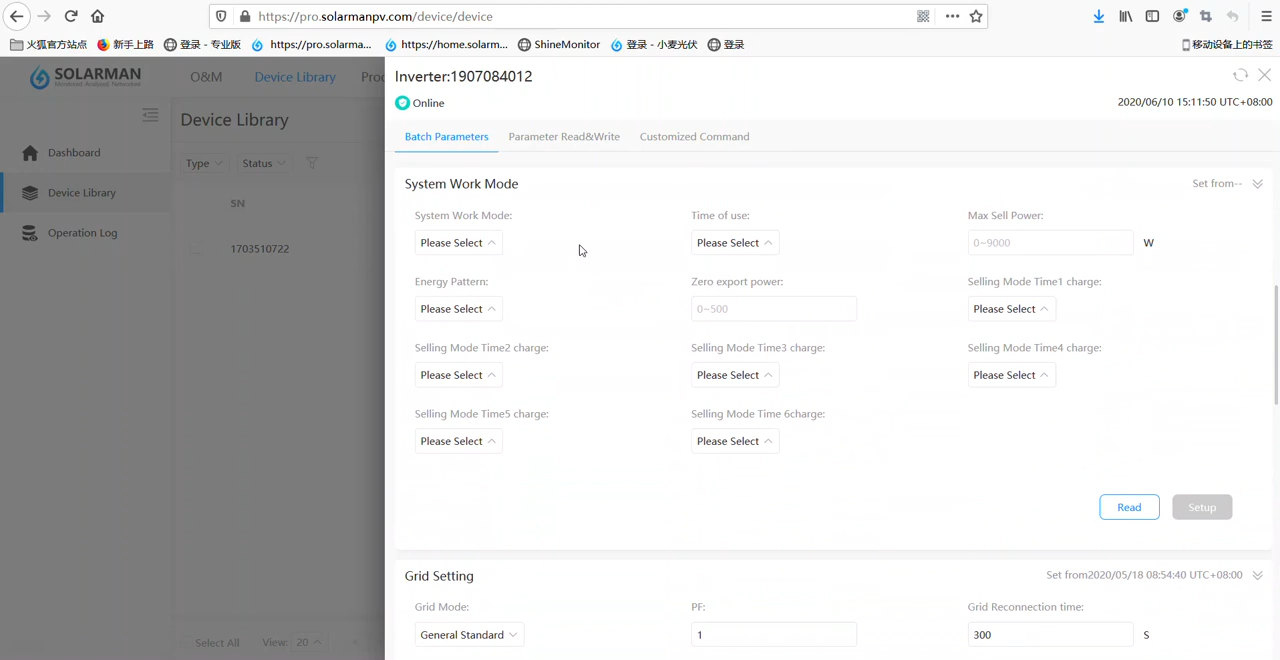 https://pro.solarmanpv.com/device/device
火狐官方站点 新手上路 登录 - 专业版 https://pro.solarma... https://home.solarm... ShineMonitor 登录 - 小麦光伏 登录 移动设备上的书签
SOLARMAN O&M Device Library Proc
Inverter:1907084012
Online
2020/06/10 15:11:50 UTC+08:00
Device Library
Batch Parameters Parameter Read&Write Customized Command
Dashboard
Type Status
Device Library
Operation Log
SN
1703510722
System Work Mode Set from--
System Work Mode: Time of use: Max Sell Power:
Please Select Please Select 0~9000 W
Energy Pattern: Zero export power: Selling Mode Time1 charge:
Please Select 0~500 Please Select
Selling Mode Time2 charge: Selling Mode Time3 charge: Selling Mode Time4 charge:
Please Select Please Select Please Select
Selling Mode Time5 charge: Selling Mode Time 6charge:
Please Select Please Select
Read Setup
Grid Setting Set from2020/05/18 08:54:40 UTC+08:00
Grid Mode: PF: Grid Reconnection time:
General Standard 1 300 S
Select All View: 20